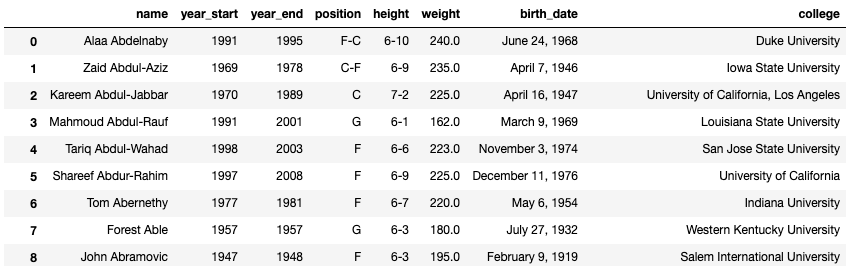 name year_start year_end position height weight birth_date college
0 Alaa Abdelnaby 1991 1995 F-C 6-10 240.0 June 24, 1968 Duke University
1 Zaid Abdul-Aziz 1969 1978 C-F 6-9 235.0 April 7, 1946 Iowa State University
2 Kareem Abdul-Jabbar 1970 1989 C 7-2 225.0 April 16, 1947 University of California, Los Angeles
3 Mahmoud Abdul-Rauf 1991 2001 G 6-1 162.0 March 9, 1969 Louisiana State University
4 Tariq Abdul-Wahad 1998 2003 F 6-6 223.0 November 3, 1974 San Jose State University
5 Shareef Abdur-Rahim 1997 2008 F 6-9 225.0 December 11, 1976 University of California
6 Tom Abernethy 1977 1981 F 6-7 220.0 May 6, 1954 Indiana University
7 Forest Able 1957 1957 G 6-3 180.0 July 27, 1932 Western Kentucky University
8 John Abramovic 1947 1948 F 6-3 195.0 February 9, 1919 Salem International University